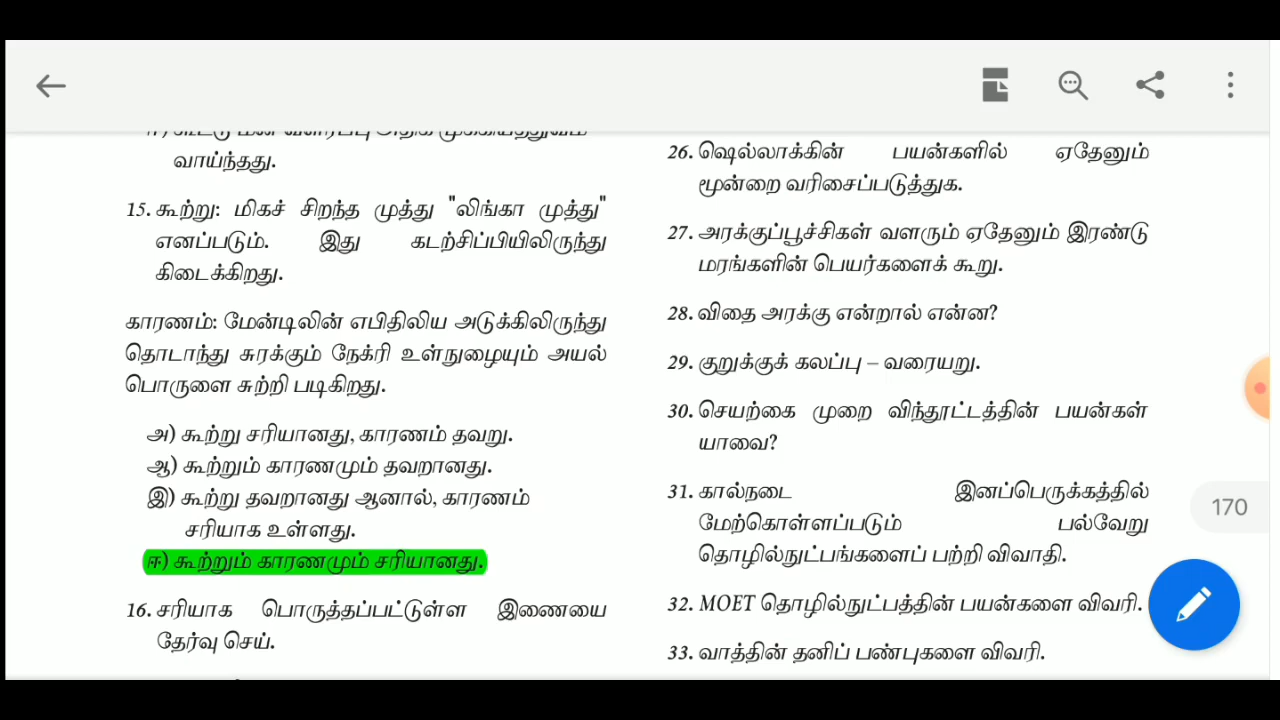 வாய்ந்தது.
15. கூற்று: மிகச் சிறந்த முத்து "லிங்கா முத்து"
எனப்படும். இது கடற்சிப்பியிலிருந்து
கிடைக்கிறது.
காரணம்: மேன்டிலின் எபிதிலிய அடுக்கிலிருந்து
தொடாந்து சுரக்கும் நேக்ரி உள்நுழையும் அயல்
பொருளை சுற்றி படிகிறது.
அ) கூற்று சரியானது, காரணம் தவறு.
ஆ) கூற்றும் காரணமும் தவறானது.
இ) கூற்று தவறானது ஆனால், காரணம்
சரியாக உள்ளது.
ஈ) கூற்றும் காரணமும் சரியானது.
16. சரியாக பொருத்தப்பட்டுள்ள இணையை
தேர்வு செய்.
26. ஷெல்லாக்கின் பயன்களில் ஏதேனும்
மூன்றை வரிசைப்படுத்துக.
27. அரக்குப்பூச்சிகள் வளரும் ஏதேனும் இரண்டு
மரங்களின் பெயர்களைக் கூறு.
28. விதை அரக்கு என்றால் என்ன?
29. குறுக்குக் கலப்பு – வரையறு.
30. செயற்கை முறை விந்தூட்டத்தின் பயன்கள்
யாவை?
31. கால்நடை இனப்பெருக்கத்தில்
மேற்கொள்ளப்படும் பல்வேறு
தொழில்நுட்பங்களைப் பற்றி விவாதி.
32. MOET தொழில்நுட்பத்தின் பயன்களை விவரி.
33. வாத்தின் தனிப் பண்புகளை விவரி.
170